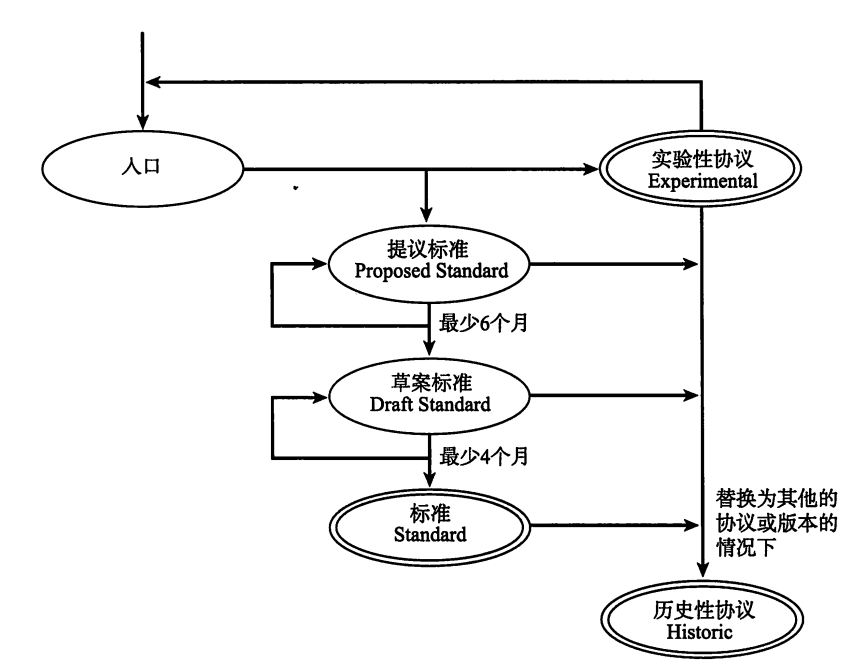 入口
实验性协议
Experimental
提议标准
Proposed Standard
最少6个月
草案标准
Draft Standard
最少4个月
标准
Standard
替换为其他的
协议或版本的
情况下
历史性协议
Historic